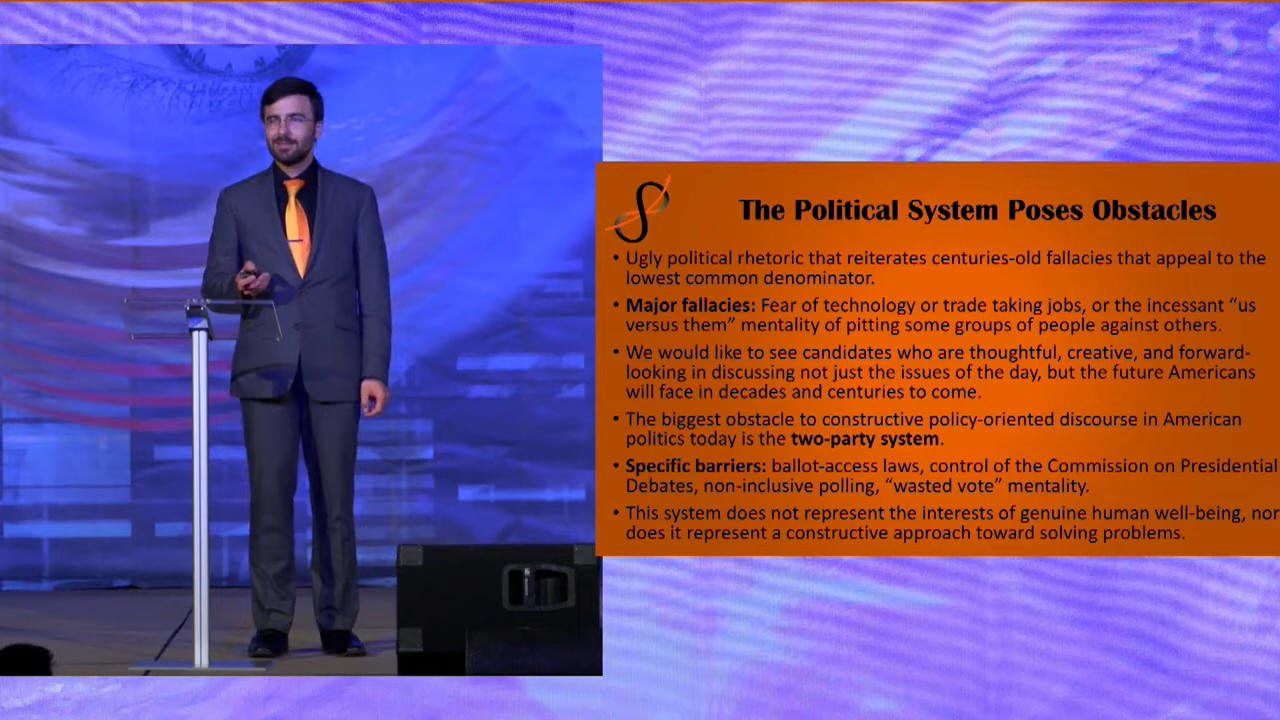 The Political System Poses Obstacles
• Ugly political rhetoric that reiterates centuries-old fallacies that appeal to the
lowest common denominator.
• Major fallacies: Fear of technology or trade taking jobs, or the incessant “us
versus them” mentality of pitting some groups of people against others.
• We would like to see candidates who are thoughtful, creative, and forward-
looking in discussing not just the issues of the day, but the future Americans
will face in decades and centuries to come.
• The biggest obstacle to constructive policy-oriented discourse in American
politics today is the two-party system.
• Specific barriers: ballot-access laws, control of the Commission on Presidential
Debates, non-inclusive polling, “wasted vote” mentality.
• This system does not represent the interests of genuine human well-being, nor
does it represent a constructive approach toward solving problems.